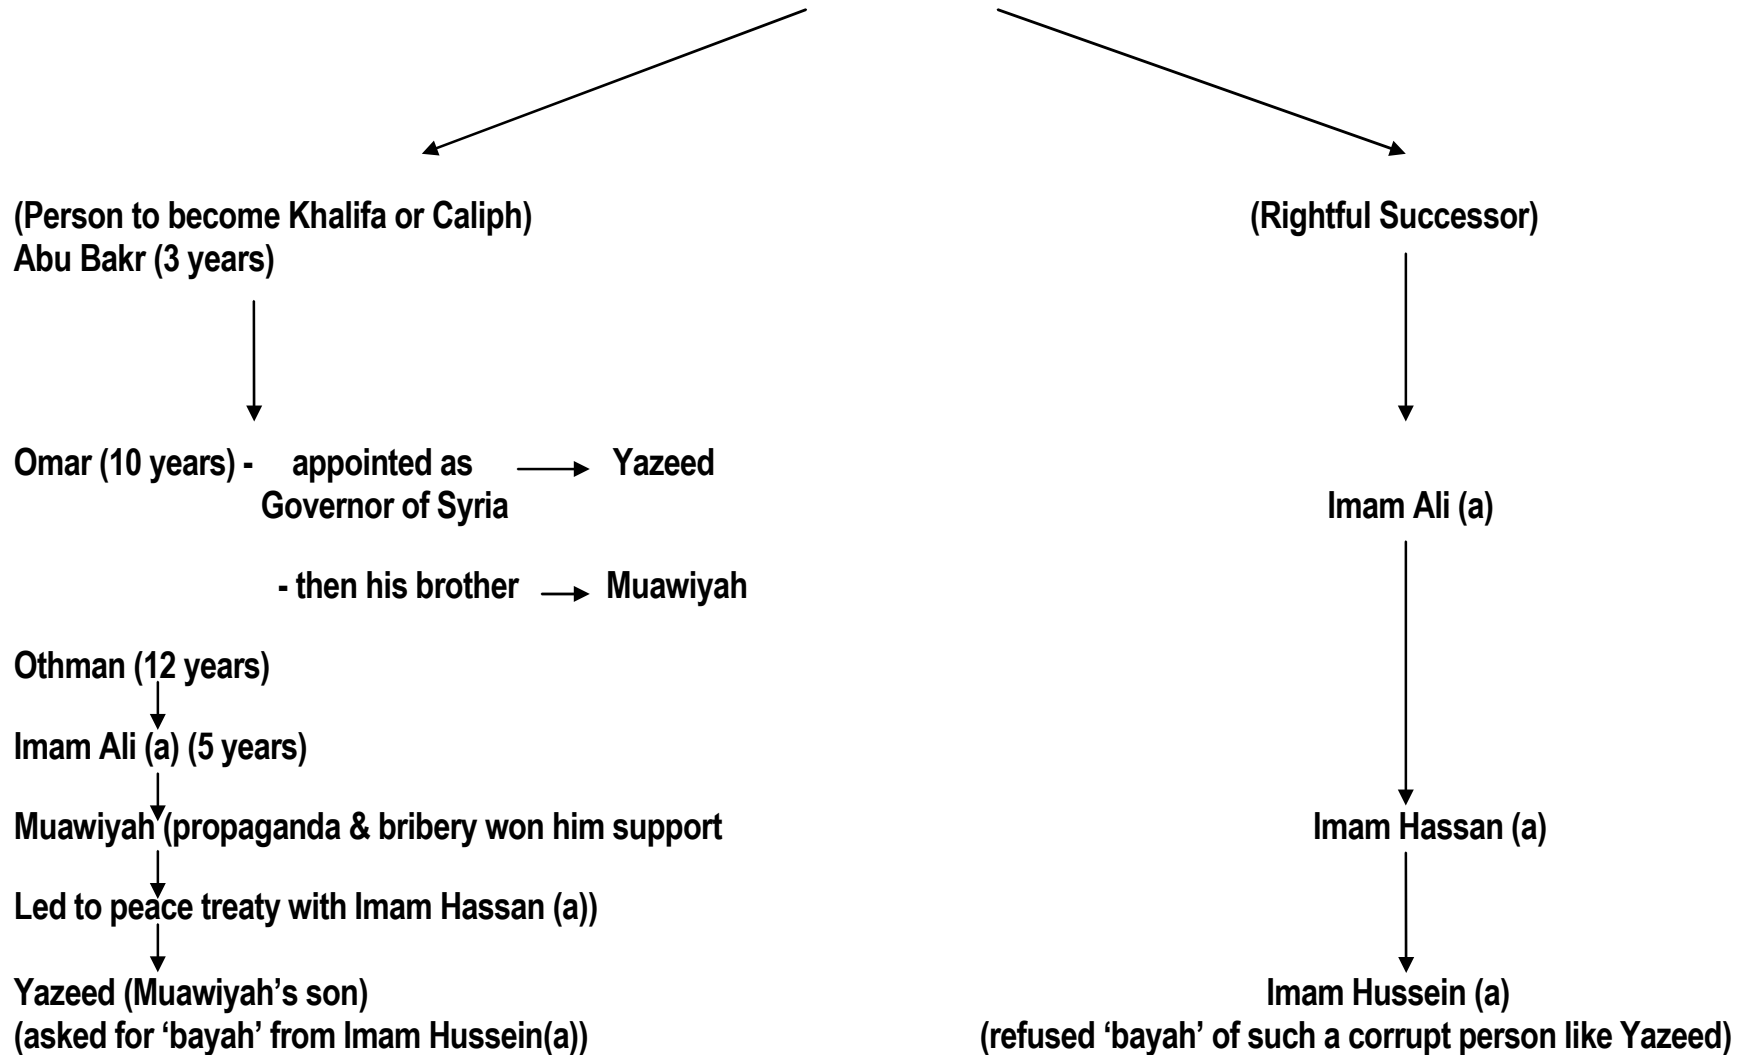 (Person to become Khalifa or Caliph)
Abu Bakr (3 years)
Omar (10 years) - appointed as Yazeed
Governor of Syria
- then his brother Muawiyah
Othman (12 years)
Imam Ali (a) (5 years)
Muawiyah (propaganda & bribery won him support
Led to peace treaty with Imam Hassan (a))
Yazeed (Muawiyah’s son)
(asked for ‘bayah’ from Imam Hussein(a))
(Rightful Successor)
Imam Ali (a)
Imam Hassan (a)
Imam Hussein (a)
(refused ‘bayah’ of such a corrupt person like Yazeed)